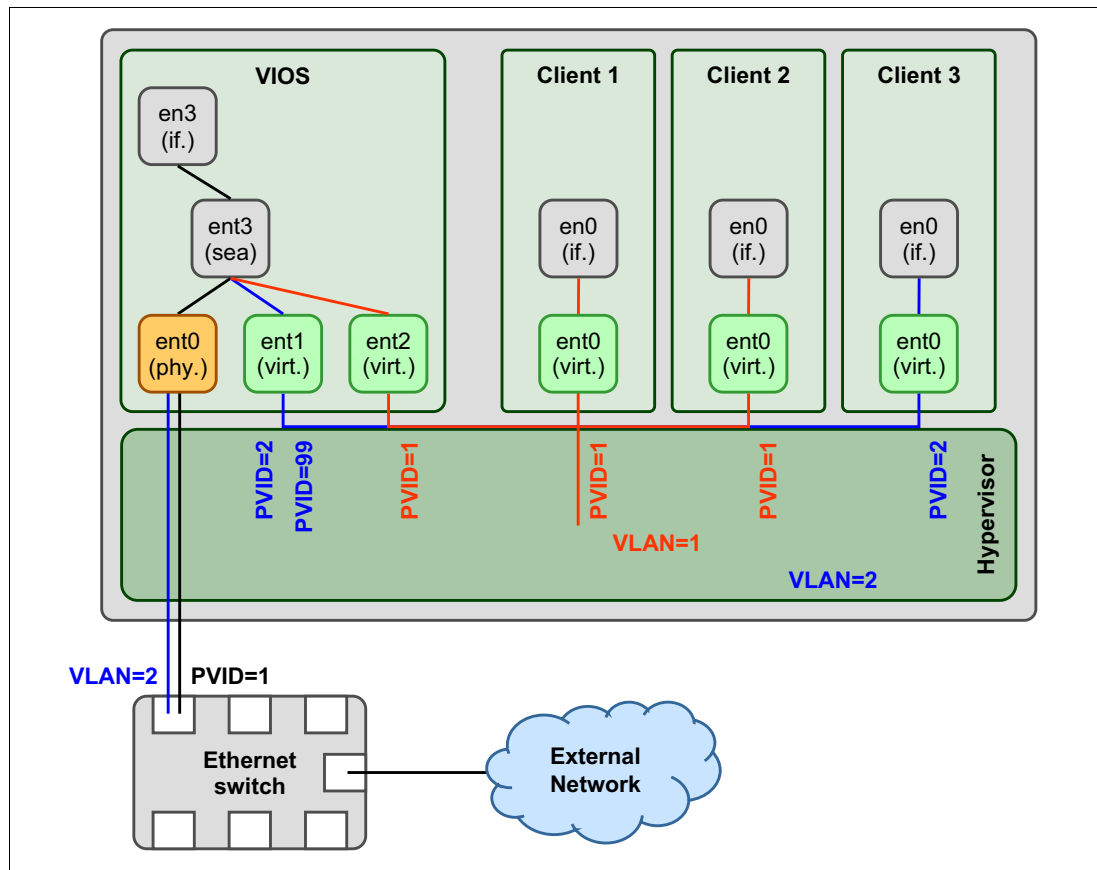 VIOS
Client 1
Client 2
Client 3
en3
(if.)
ent3
(sea)
en0
(if.)
en0
(if.)
en0
(if.)
ent0
(phy.)
ent1
(virt.)
ent2
(virt.)
ent0
(virt.)
ent0
(virt.)
ent0
(virt.)
PVID=2
PVID=99
PVID=1
PVID=1
PVID=1
PVID=2
Hypervisor
VLAN=1
VLAN=2
VLAN=2
PVID=1
Ethernet
switch
External
Network